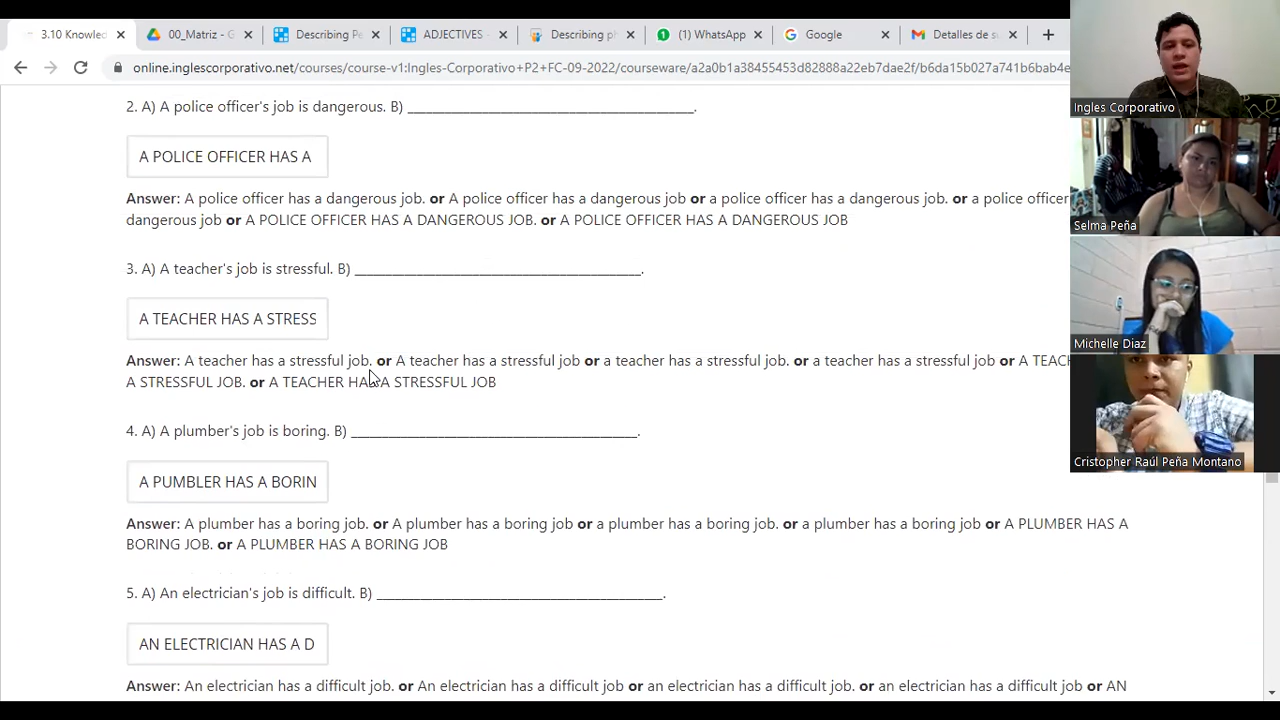 3.10 Knowled
00_Matriz - G
Describing Pe
ADJECTIVES
Describing ph
(1) WhatsApp
Google
Detalles de su
online.inglescorporativo.net/courses/course-v1:Ingles-Corporativo+P2+FC-09-2022/courseware/a2a0b1a38455453d82888a22eb7dae2f/b6da15b027a741b6bab4e
2. A) A police officer's job is dangerous. B) ________________________________________.
A POLICE OFFICER HAS A
Answer: A police officer has a dangerous job. or A police officer has a dangerous job or a police officer has a dangerous job. or a police officer
dangerous job or A POLICE OFFICER HAS A DANGEROUS JOB. or A POLICE OFFICER HAS A DANGEROUS JOB
3. A) A teacher's job is stressful. B) ________________________________________.
A TEACHER HAS A STRESS
Answer: A teacher has a stressful job. or A teacher has a stressful job or a teacher has a stressful job. or a teacher has a stressful job or A TEAC
A STRESSFUL JOB. or A TEACHER HAS A STRESSFUL JOB
4. A) A plumber's job is boring. B) ________________________________________.
A PUMBLER HAS A BORIN
Answer: A plumber has a boring job. or A plumber has a boring job or a plumber has a boring job. or a plumber has a boring job or A PLUMBER HAS A
BORING JOB. or A PLUMBER HAS A BORING JOB
5. A) An electrician's job is difficult. B) ________________________________________.
AN ELECTRICIAN HAS A D
Answer: An electrician has a difficult job. or An electrician has a difficult job or an electrician has a difficult job. or an electrician has a difficult job or AN
Ingles Corporativo
Selma Peña
Michelle Diaz
Cristopher Raúl Peña Montano